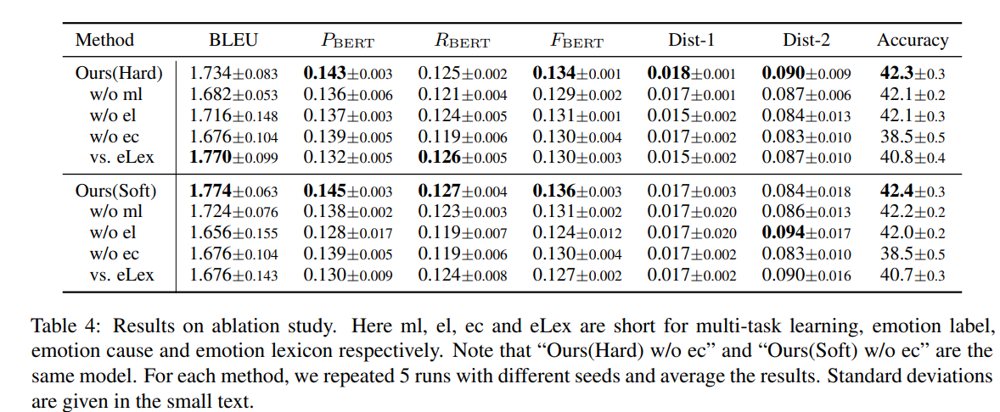 Method BLEU P_BERT R_BERT F_BERT Dist-1 Dist-2 Accuracy
Ours(Hard) 1.734±0.083 0.143±0.003 0.125±0.002 0.134±0.001 0.018±0.001 0.090±0.009 42.3±0.3
w/o ml 1.682±0.053 0.136±0.006 0.121±0.004 0.129±0.002 0.017±0.001 0.087±0.006 42.1±0.2
w/o el 1.716±0.148 0.137±0.003 0.124±0.005 0.131±0.001 0.015±0.002 0.084±0.013 42.1±0.3
w/o ec 1.676±0.104 0.139±0.005 0.119±0.006 0.130±0.004 0.017±0.002 0.083±0.010 38.5±0.5
vs. eLex 1.770±0.099 0.132±0.005 0.126±0.005 0.130±0.003 0.015±0.002 0.087±0.010 40.8±0.4
Ours(Soft) 1.774±0.063 0.145±0.003 0.127±0.004 0.136±0.003 0.017±0.003 0.084±0.018 42.4±0.3
w/o ml 1.724±0.076 0.138±0.002 0.123±0.003 0.131±0.002 0.017±0.020 0.086±0.013 42.2±0.2
w/o el 1.656±0.155 0.128±0.017 0.119±0.007 0.124±0.012 0.017±0.020 0.094±0.017 42.0±0.2
w/o ec 1.676±0.104 0.139±0.005 0.119±0.006 0.130±0.004 0.017±0.002 0.083±0.010 38.5±0.5
vs. eLex 1.676±0.143 0.130±0.009 0.124±0.008 0.127±0.002 0.017±0.002 0.090±0.016 40.7±0.3
Table 4: Results on ablation study. Here ml, el, ec and eLex are short for multi-task learning, emotion label,
emotion cause and emotion lexicon respectively. Note that “Ours(Hard) w/o ec” and “Ours(Soft) w/o ec” are the
same model. For each method, we repeated 5 runs with different seeds and average the results. Standard deviations
are given in the small text.